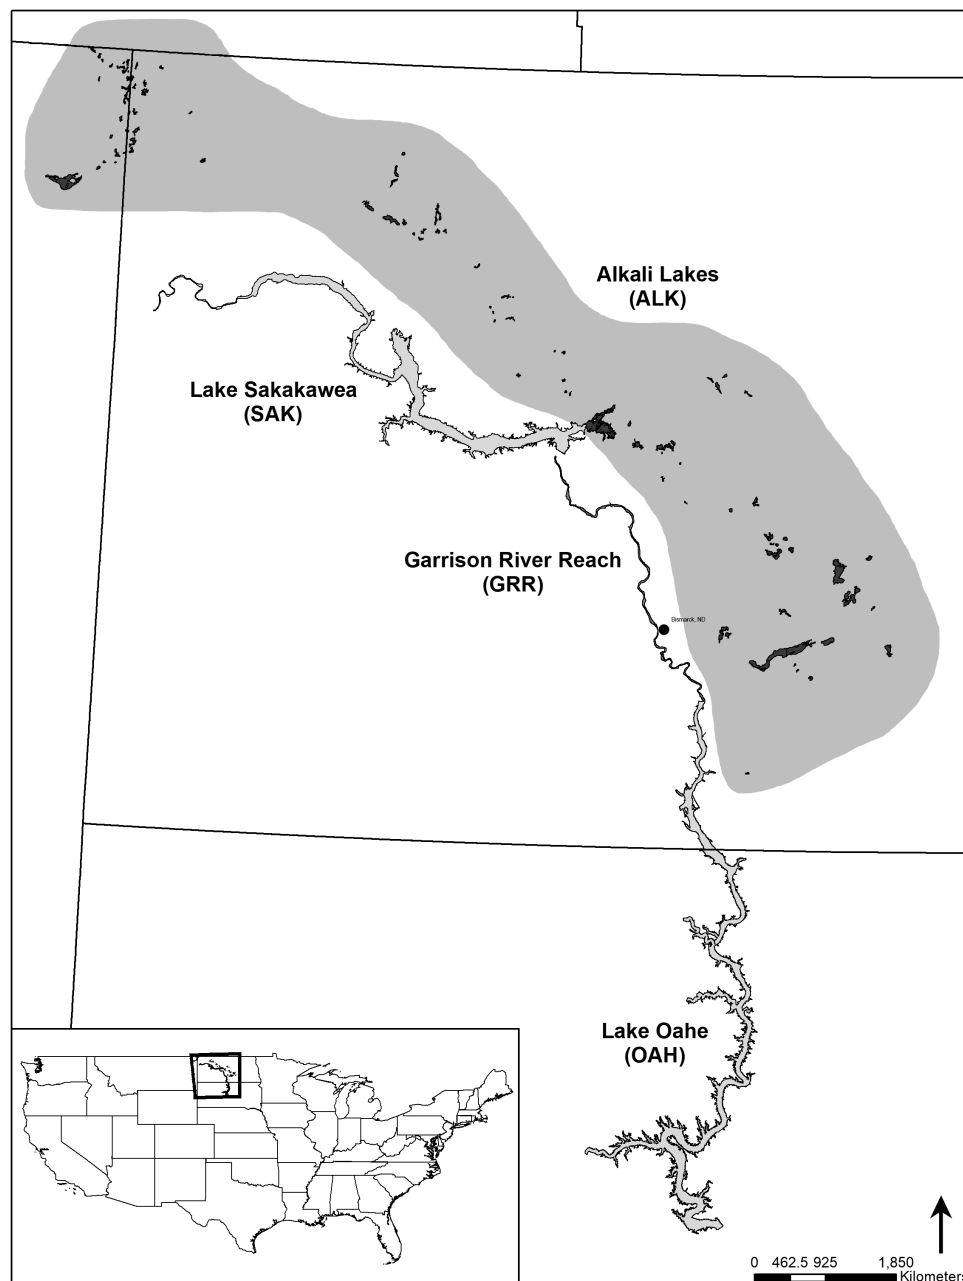 Alkali Lakes
(ALK)
Lake Sakakawea
(SAK)
Garrison River Reach
(GRR)
Bismarck, ND
Lake Oahe
(OAH)
0 462.5 925 1,850
Kilometers